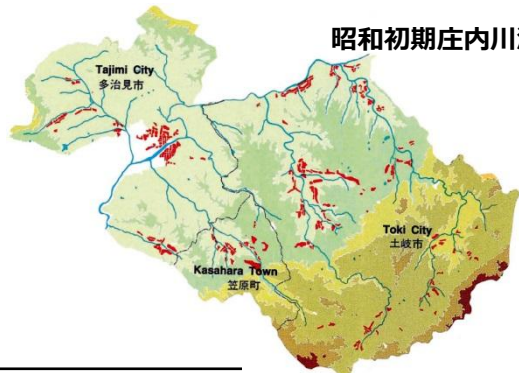 昭和初期庄内川
Tajimi City
多治見市
Toki City
土岐市
Kasahara Town
笠原町